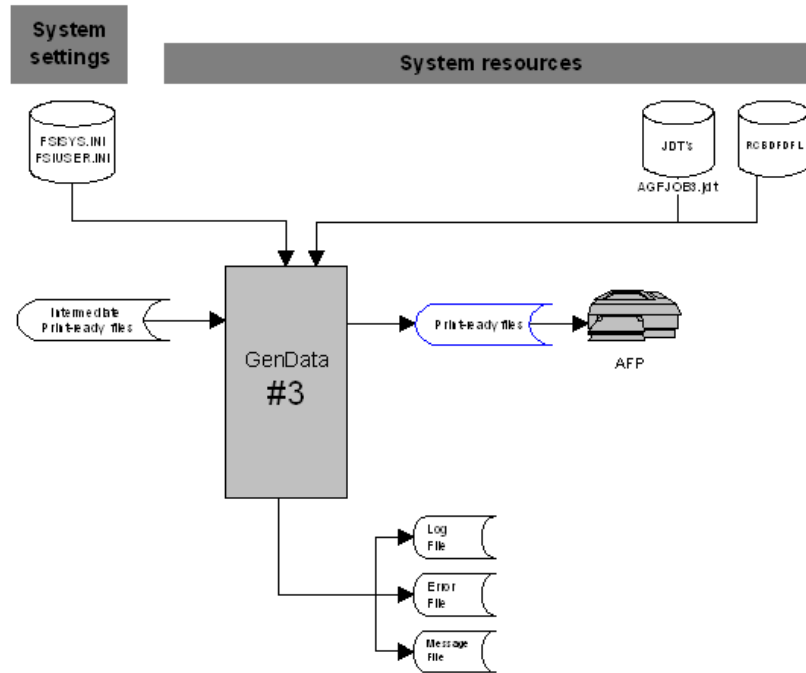 System
settings
System resources
FSISYS.INI
FSIUSER.INI
JDT's
RCBDFDFL
AGFJOB3.jdt
Intermediate
Print-ready files
GenData
#3
Print-ready files
AFP
Log
File
Error
File
Message
File